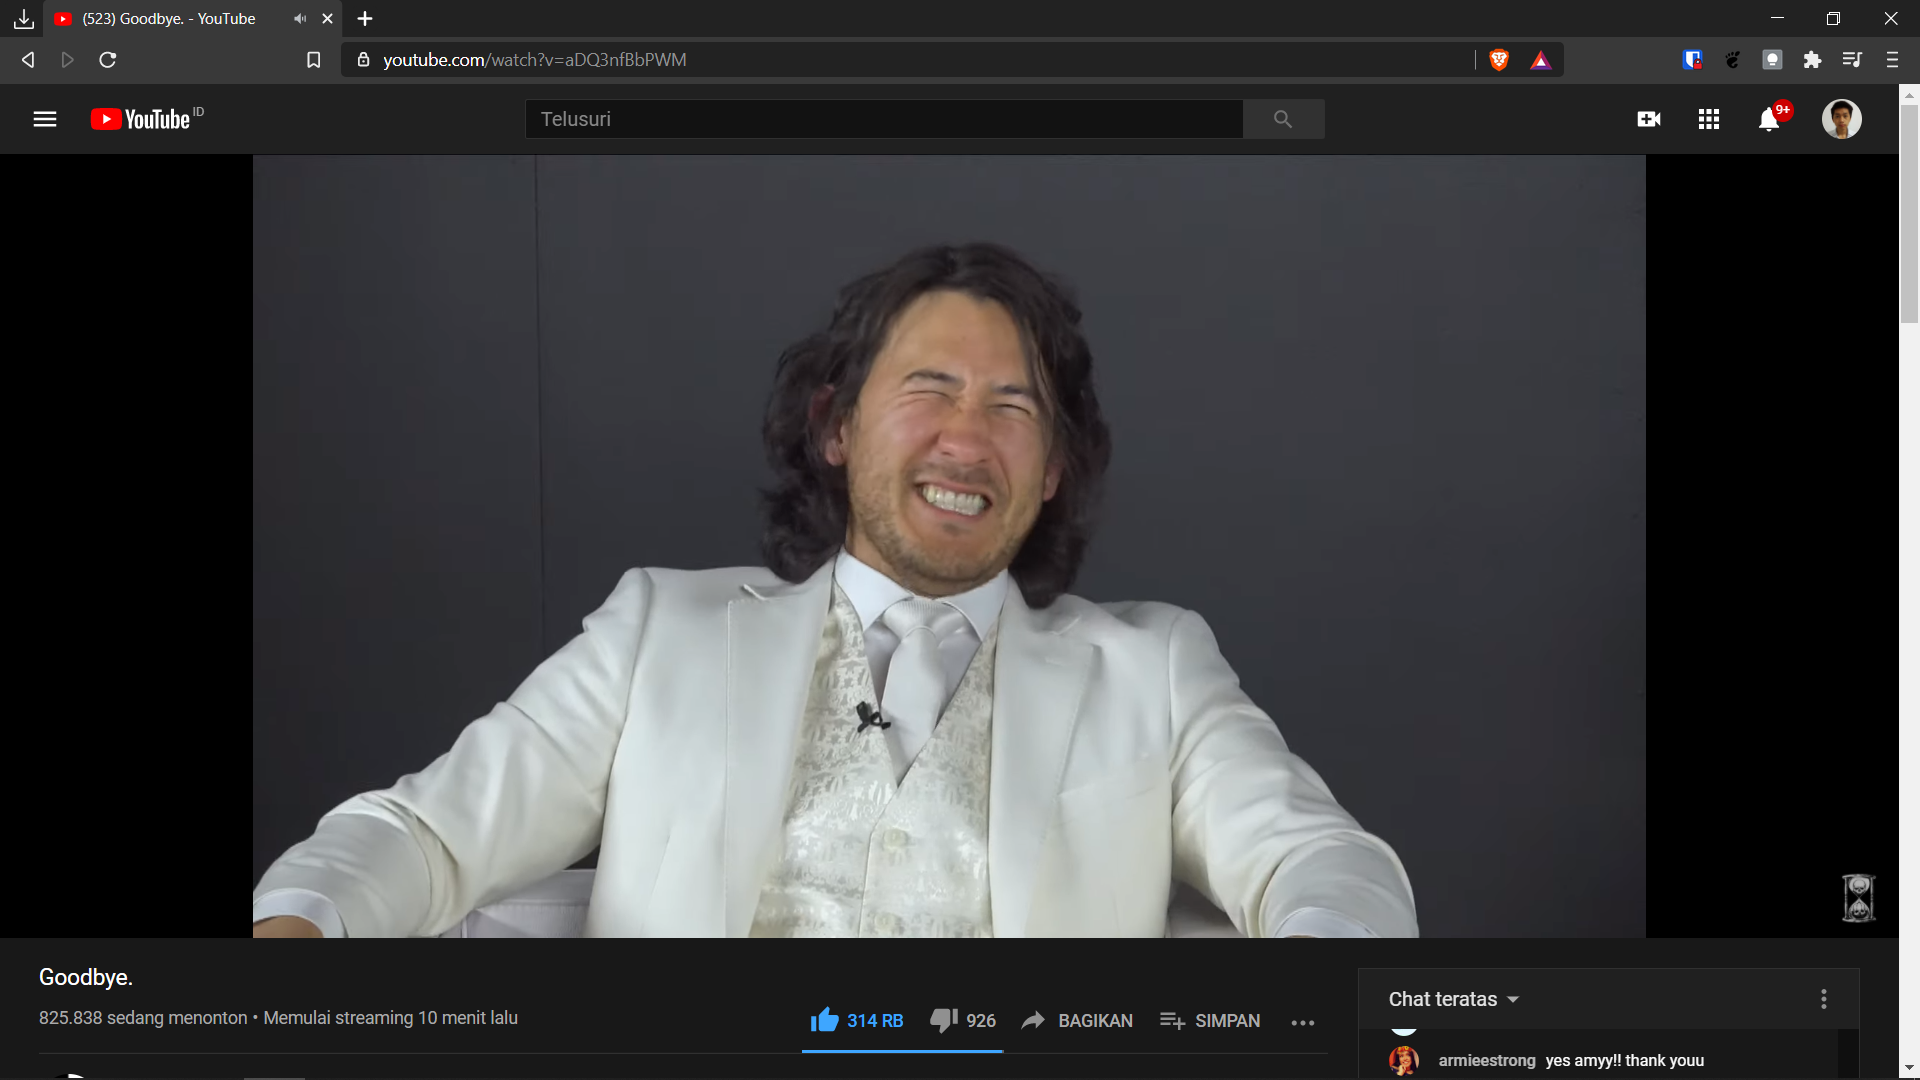 (523) Goodbye. - YouTube
youtube.com/watch?v=aDQ3nfBbPWM
YouTube ID
Telusuri
9+
Goodbye.
825.838 sedang menonton • Memulai streaming 10 menit lalu
314 RB
926
BAGIKAN
SIMPAN
Chat teratas
armieestrong yes amyy!! thank youu